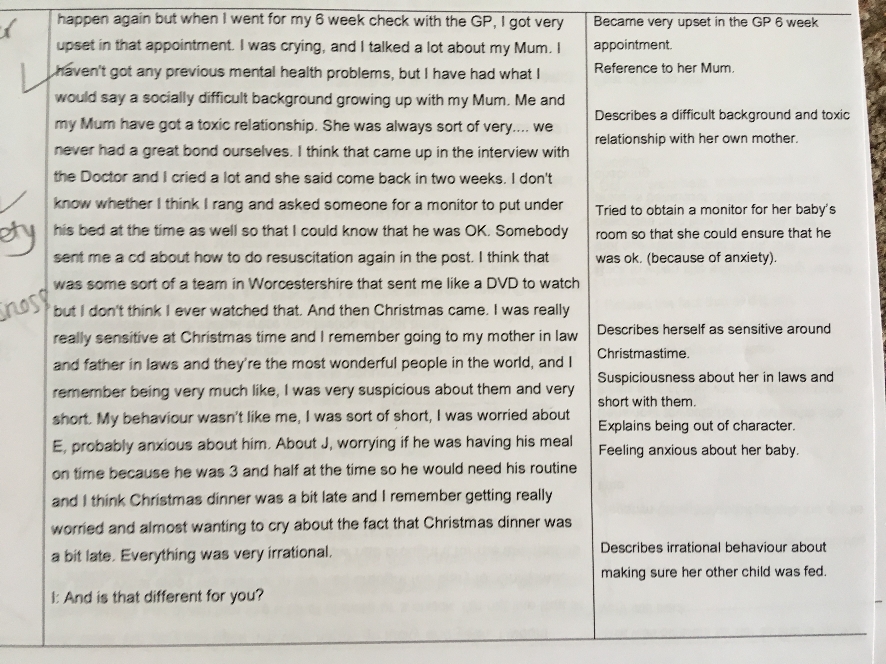 happen again but when I went for my 6 week check with the GP, I got very
upset in that appointment. I was crying, and I talked a lot about my Mum. I
haven't got any previous mental health problems, but I have had what I
would say a socially difficult background growing up with my Mum. Me and
my Mum have got a toxic relationship. She was always sort of very.... we
never had a great bond ourselves. I think that came up in the interview with
the Doctor and I cried a lot and she said come back in two weeks. I don't
know whether I think I rang and asked someone for a monitor to put under
his bed at the time as well so that I could know that he was OK. Somebody
sent me a cd about how to do resuscitation again in the post. I think that
was some sort of a team in Worcestershire that sent me like a DVD to watch
but I don't think I ever watched that. And then Christmas came. I was really
really sensitive at Christmas time and I remember going to my mother in law
and father in laws and they're the most wonderful people in the world, and I
remember being very much like, I was very suspicious about them and very
short. My behaviour wasn't like me, I was sort of short, I was worried about
E, probably anxious about him. About J, worrying if he was having his meal
on time because he was 3 and half at the time so he would need his routine
and I think Christmas dinner was a bit late and I remember getting really
worried and almost wanting to cry about the fact that Christmas dinner was
a bit late. Everything was very irrational.
I: And is that different for you?
Became very upset in the GP 6 week
appointment.
Reference to her Mum.
Describes a difficult background and toxic
relationship with her own mother.
Tried to obtain a monitor for her baby's
room so that she could ensure that he
was ok. (because of anxiety).
Describes herself as sensitive around
Christmastime.
Suspiciousness about her in laws and
short with them.
Explains being out of character.
Feeling anxious about her baby.
Describes irrational behaviour about
making sure her other child was fed.